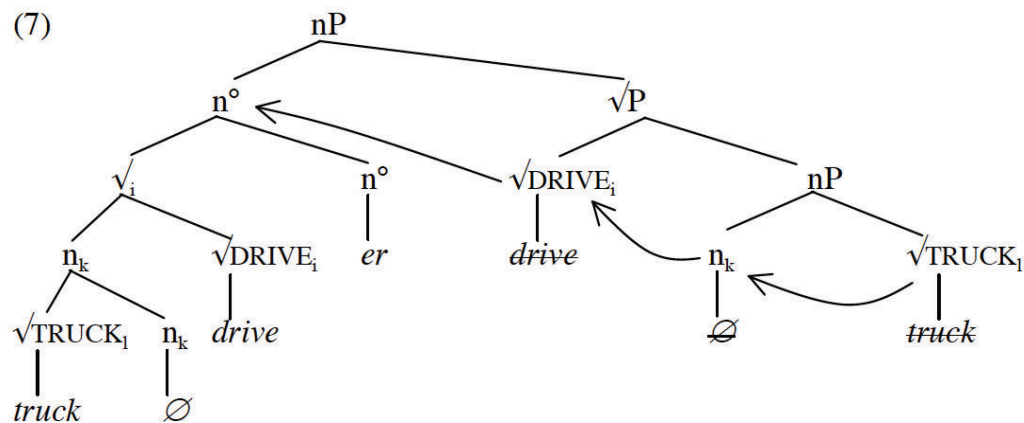 (7) nP
n° √P
√i n° √DRIVEi nP
nk √DRIVEi er drive nk √TRUCKl
√TRUCKl nk drive ∅ truck
truck ∅